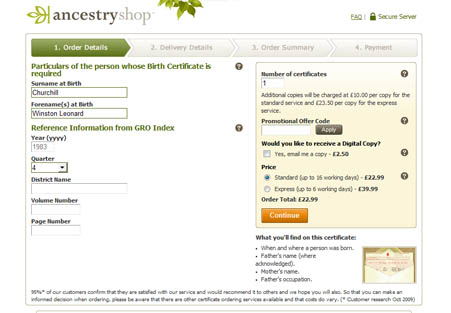 ancestryshop
FAQ | Secure Server
1. Order Details
2. Delivery Details
3. Order Summary
4. Payment
Particulars of the person whose Birth Certificate is
required
Surname at Birth
Churchill
Forename(s) at Birth
Winston Leonard
Reference Information from GRO Index
Year (yyyy)
1983
Quarter
4
District Name
Volume Number
Page Number
Number of certificates
1
Additional copies will be charged at £10.00 per copy for the
standard service and £23.50 per copy for the express
service.
Promotional Offer Code
Apply
Would you like to receive a Digital Copy?
Yes, email me a copy - £2.50
Price
Standard (up to 16 working days) - £22.99
Express (up to 6 working days) - £39.99
Order Total: £22.99
Continue
What you'll find on this certificate:
• When and where a person was born.
• Father's name (where
acknowledged).
• Mother's name.
• Father's occupation.
95%* of our customers confirm that they are satisfied with our service and would recommend it to others and we hope you will also. So that you can make an
informed decision when ordering, please be aware that there are other certificate ordering services available and that costs do vary. (* Customer research Oct 2009)